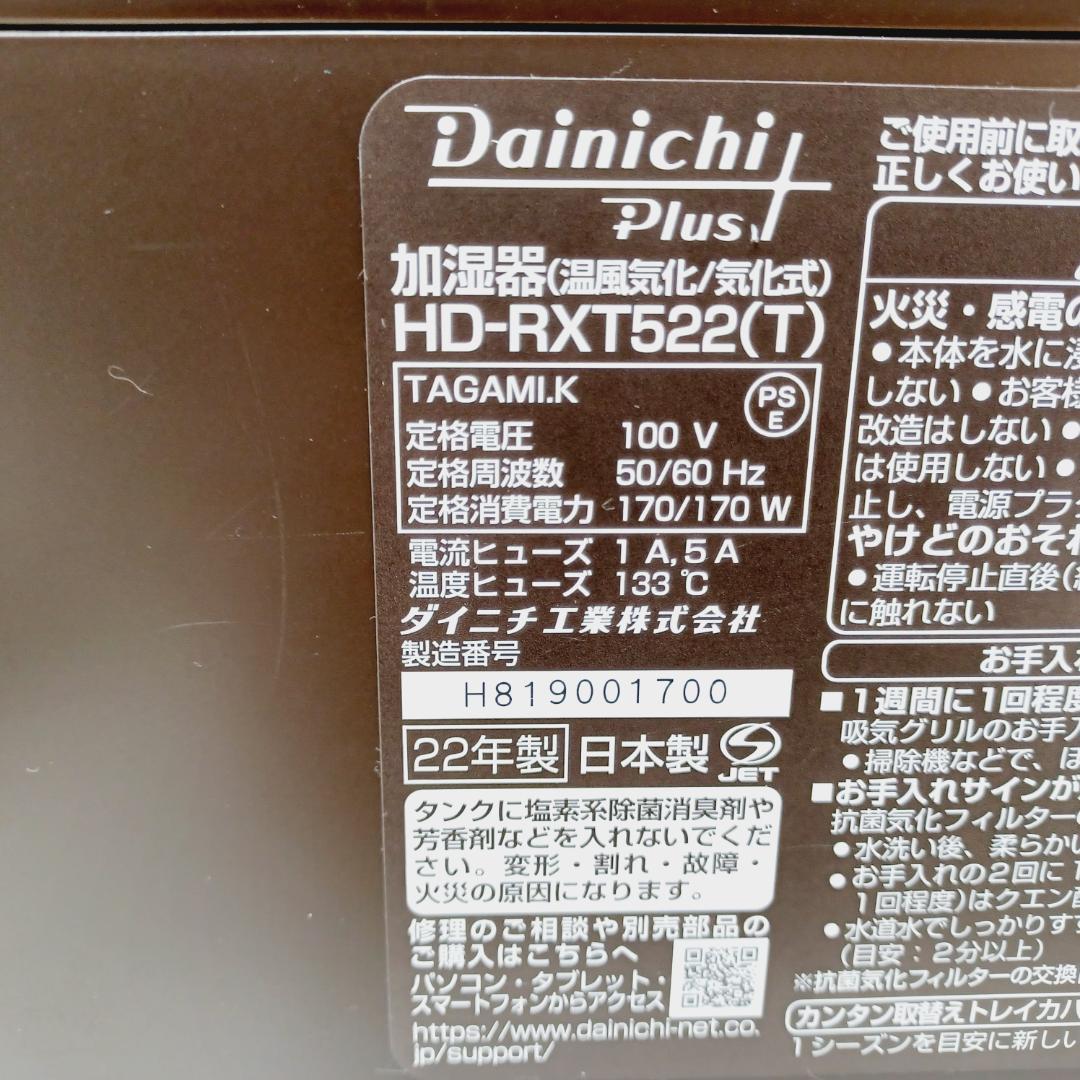 Dainichi
Plus
加湿器(温風気化/気化式)
HD-RXT522(T)
TAGAMI.K
PS
E
定格電圧 100 V
定格周波数 50/60 Hz
定格消費電力 170/170 W
電流ヒューズ 1 A, 5 A
温度ヒューズ 133 ℃
ダイニチ工業株式会社
製造番号
H819001700
22年製 日本製 JET
タンクに塩素系除菌消臭剤や
芳香剤などを入れないでくだ
さい。変形・割れ・故障・
火災の原因になります。
修理のご相談や別売部品の
ご購入はこちらへ
パソコン・タブレット・
スマートフォンからアクセス
https://www.dainichi-net.co.
jp/support/
ご使用前に取
正しくお使い
火災・感電の
●本体を水に浸
しない●お客様
改造はしない●
は使用しない●
止し、電源プラ
やけどのおそれ
●運転停止直後(
に触れない
お手入れ
■1週間に1回程度
吸気グリルのお手入
●掃除機などで、ほ
■お手入れサインが
抗菌気化フィルターの
●水洗い後、柔らかい
●お手入れの2回に1
1回程度)はクエン酸
●水道水でしっかりすす
(目安：2分以上)
※抗菌気化フィルターの交換
カンタン取替えトレイカバ
1シーズンを目安に新しい